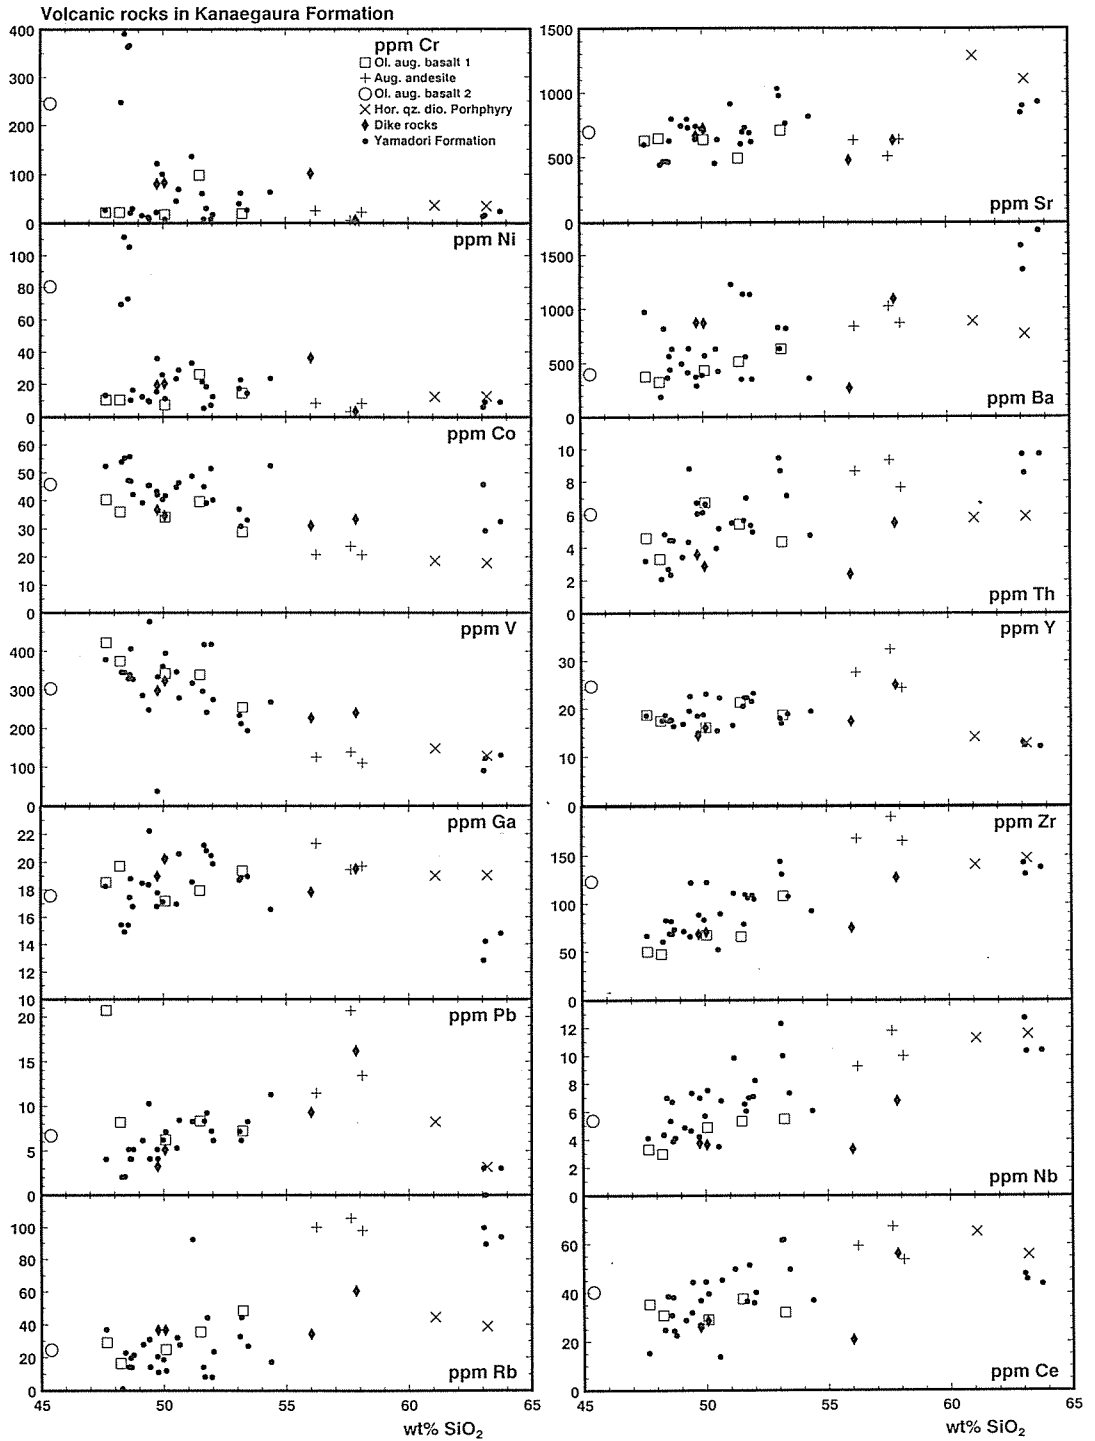 Volcanic rocks in Kanaegaura Formation
400
300
200
100
0
ppm Cr
Ol. aug. basalt 1
Aug. andesite
Ol. aug. basalt 2
Hor. qz. dio. Porhphyry
Dike rocks
Yamadori Formation
100
80
60
40
20
0
ppm Ni
60
50
40
30
20
10
0
ppm Co
400
300
200
100
0
ppm V
22
20
18
16
14
12
10
ppm Ga
20
15
10
5
0
ppm Pb
100
80
60
40
20
0
ppm Rb
45 50 55 60 65
wt% SiO₂
1500
1000
500
0
ppm Sr
1500
1000
500
0
ppm Ba
10
8
6
4
2
0
ppm Th
30
20
10
0
ppm Y
150
100
50
0
ppm Zr
12
10
8
6
4
2
0
ppm Nb
60
40
20
0
ppm Ce
50 55 60 65
wt% SiO₂